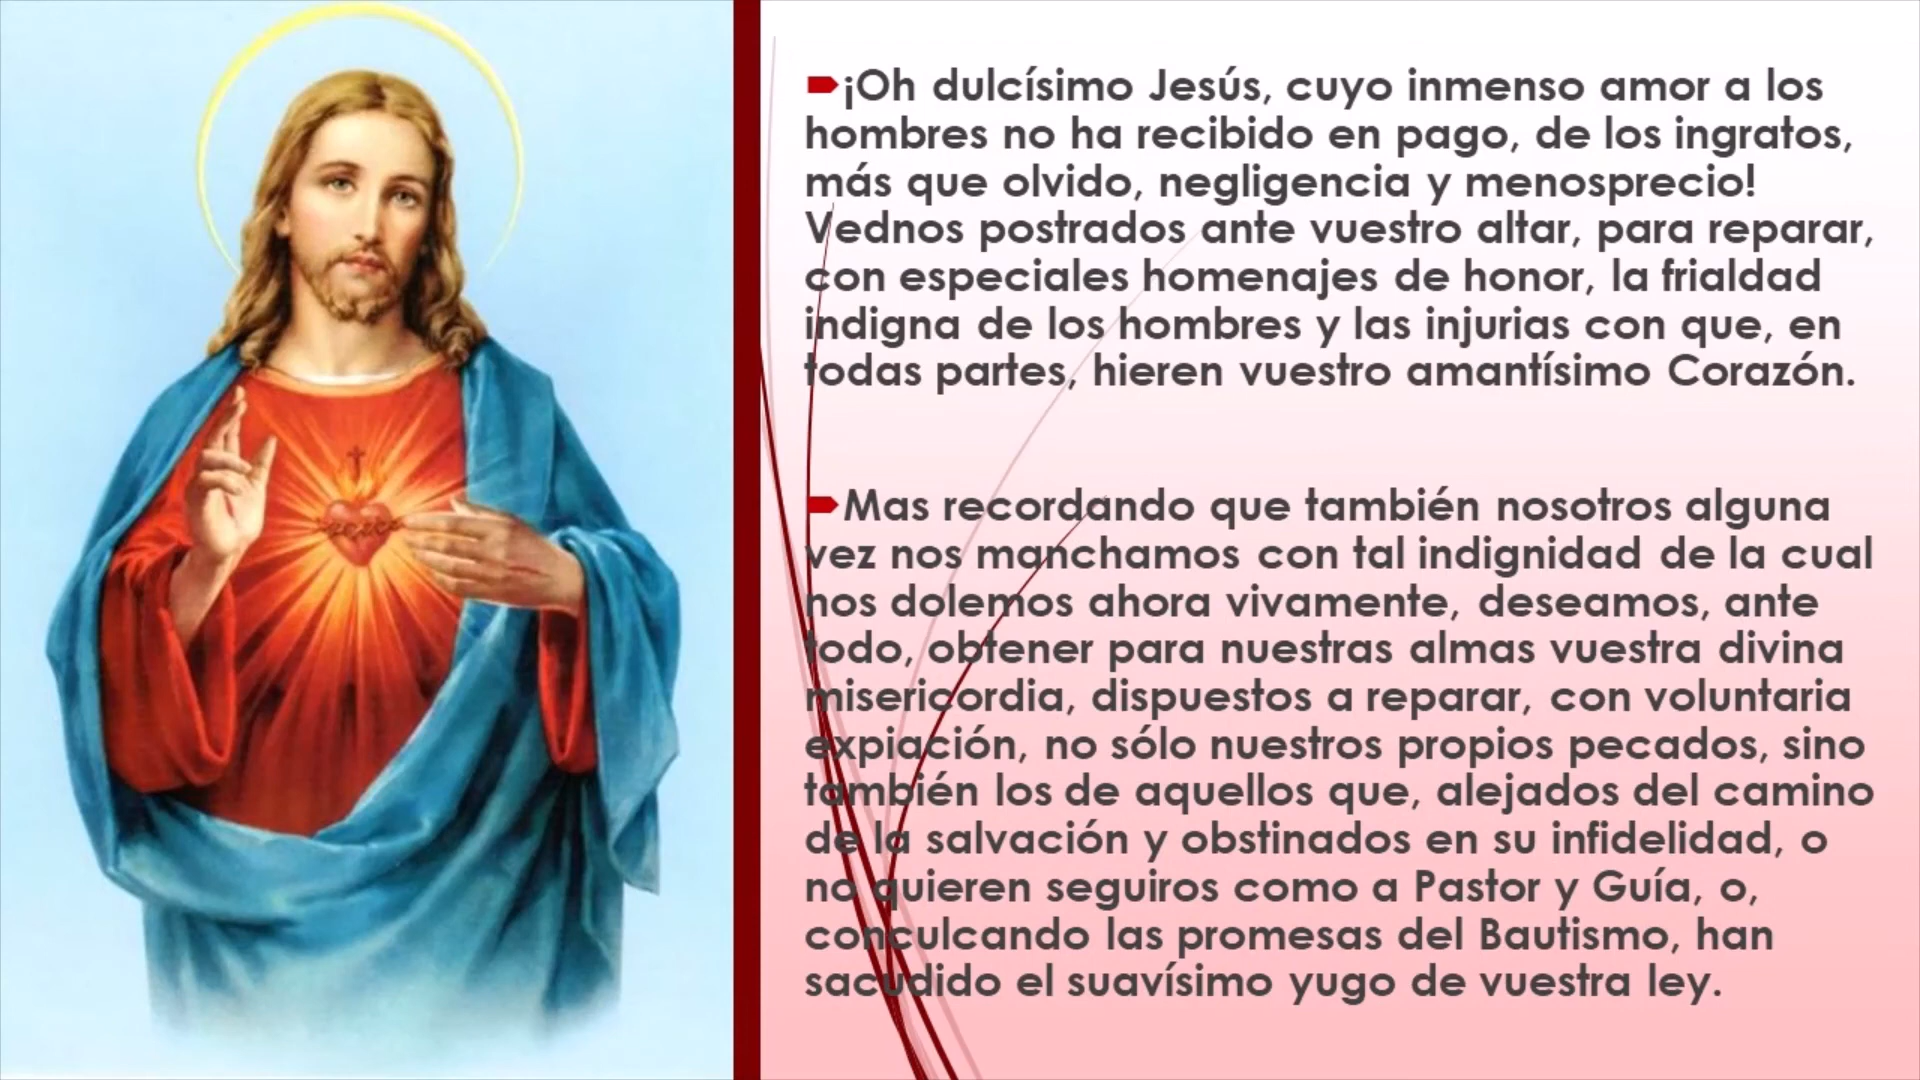 ¡Oh dulcísimo Jesús, cuyo inmenso amor a los
hombres no ha recibido en pago, de los ingratos,
más que olvido, negligencia y menosprecio!
Vednos postrados ante vuestro altar, para reparar,
con especiales homenajes de honor, la frialdad
indigna de los hombres y las injurias con que, en
todas partes, hieren vuestro amantísimo Corazón.
Mas recordando que también nosotros alguna
vez nos manchamos con tal indignidad de la cual
nos dolemos ahora vivamente, deseamos, ante
todo, obtener para nuestras almas vuestra divina
misericordia, dispuestos a reparar, con voluntaria
expiación, no sólo nuestros propios pecados, sino
también los de aquellos que, alejados del camino
de la salvación y obstinados en su infidelidad, o
no quieren seguiros como a Pastor y Guía, o,
conculcando las promesas del Bautismo, han
sacudido el suavísimo yugo de vuestra ley.